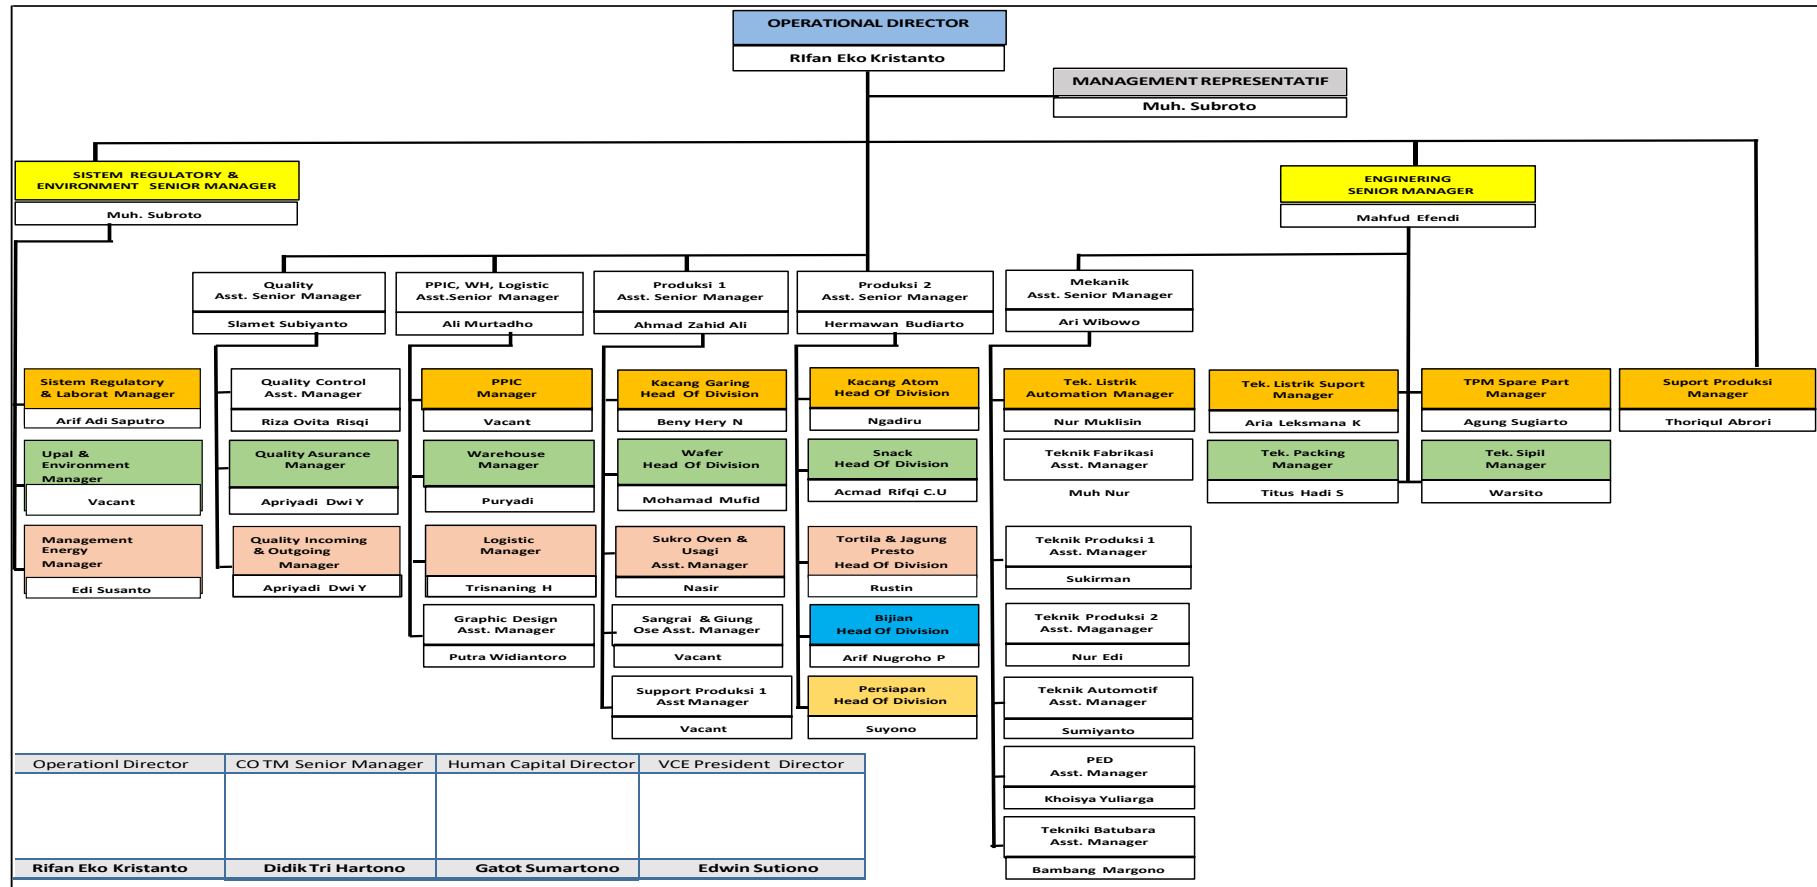 OPERATIONAL DIRECTOR
RIfan Eko Kristanto
MANAGEMENT REPRESENTATIF
Muh. Subroto
SISTEM REGULATORY &
ENVIRONMENT SENIOR MANAGER
Muh. Subroto
ENGINERING
SENIOR MANAGER
Mahfud Efendi
Quality
Asst. Senior Manager
Slamet Subiyanto
PPIC, WH, Logistic
Asst.Senior Manager
Ali Murtadho
Produksi 1
Asst. Senior Manager
Ahmad Zahid Ali
Produksi 2
Asst. Senior Manager
Hermawan Budiarto
Mekanik
Asst. Senior Manager
Ari Wibowo
Sistem Regulatory
& Laborat Manager
Arif Adi Saputro
Upal &
Environment
Manager
Vacant
Management
Energy
Manager
Edi Susanto
Quality Control
Asst. Manager
Riza Ovita Risqi
Quality Asurance
Manager
Apriyadi Dwi Y
Quality Incoming
& Outgoing
Manager
Apriyadi Dwi Y
PPIC
Manager
Vacant
Warehouse
Manager
Puryadi
Logistic
Manager
Trisnaning H
Graphic Design
Asst. Manager
Putra Widiantoro
Kacang Garing
Head Of Division
Beny Hery N
Wafer
Head Of Division
Mohamad Mufid
Sukro Oven &
Usagi
Asst. Manager
Nasir
Sangrai & Giung
Ose Asst. Manager
Vacant
Support Produksi 1
Asst Manager
Vacant
Kacang Atom
Head Of Division
Ngadiru
Snack
Head Of Division
Acmad Rifqi C.U
Tortila & Jagung
Presto
Head Of Division
Rustin
Bijian
Head Of Division
Arif Nugroho P
Persiapan
Head Of Division
Suyono
Tek. Listrik
Automation Manager
Nur Muklisin
Teknik Fabrikasi
Asst. Manager
Muh Nur
Teknik Produksi 1
Asst. Manager
Sukirman
Teknik Produksi 2
Asst. Maganager
Nur Edi
Teknik Automotif
Asst. Manager
Sumiyanto
PED
Asst. Manager
Khoisya Yuliarga
Tekniki Batubara
Asst. Manager
Bambang Margono
Tek. Listrik Suport
Manager
Aria Leksmana K
Tek. Packing
Manager
Titus Hadi S
TPM Spare Part
Manager
Agung Sugiarto
Tek. Sipil
Manager
Warsito
Suport Produksi
Manager
Thoriqul Abrori
Operationl Director
CO TM Senior Manager
Human Capital Director
VCE President Director
Rifan Eko Kristanto
Didik Tri Hartono
Gatot Sumartono
Edwin Sutiono